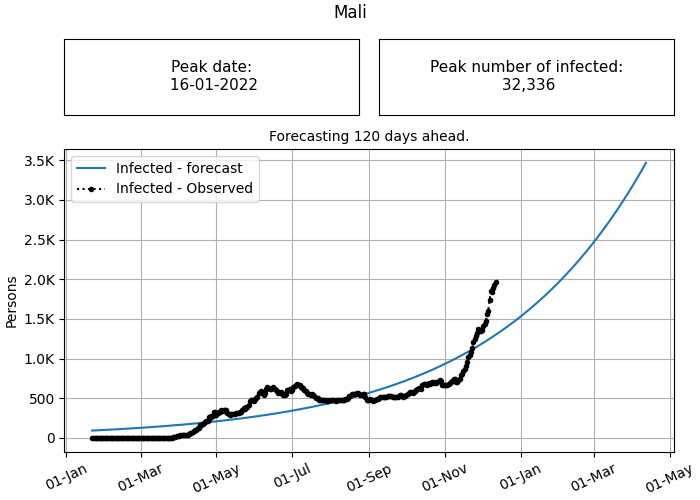 Mali
Peak date:
16-01-2022
Peak number of infected:
32,336
Forecasting 120 days ahead.
Infected - forecast
Infected - Observed
3.5K
3.0K
2.5K
2.0K
1.5K
1.0K
500
0
Persons
01-Jan
01-Mar
01-May
01-Jul
01-Sep
01-Nov
01-Jan
01-Mar
01-May